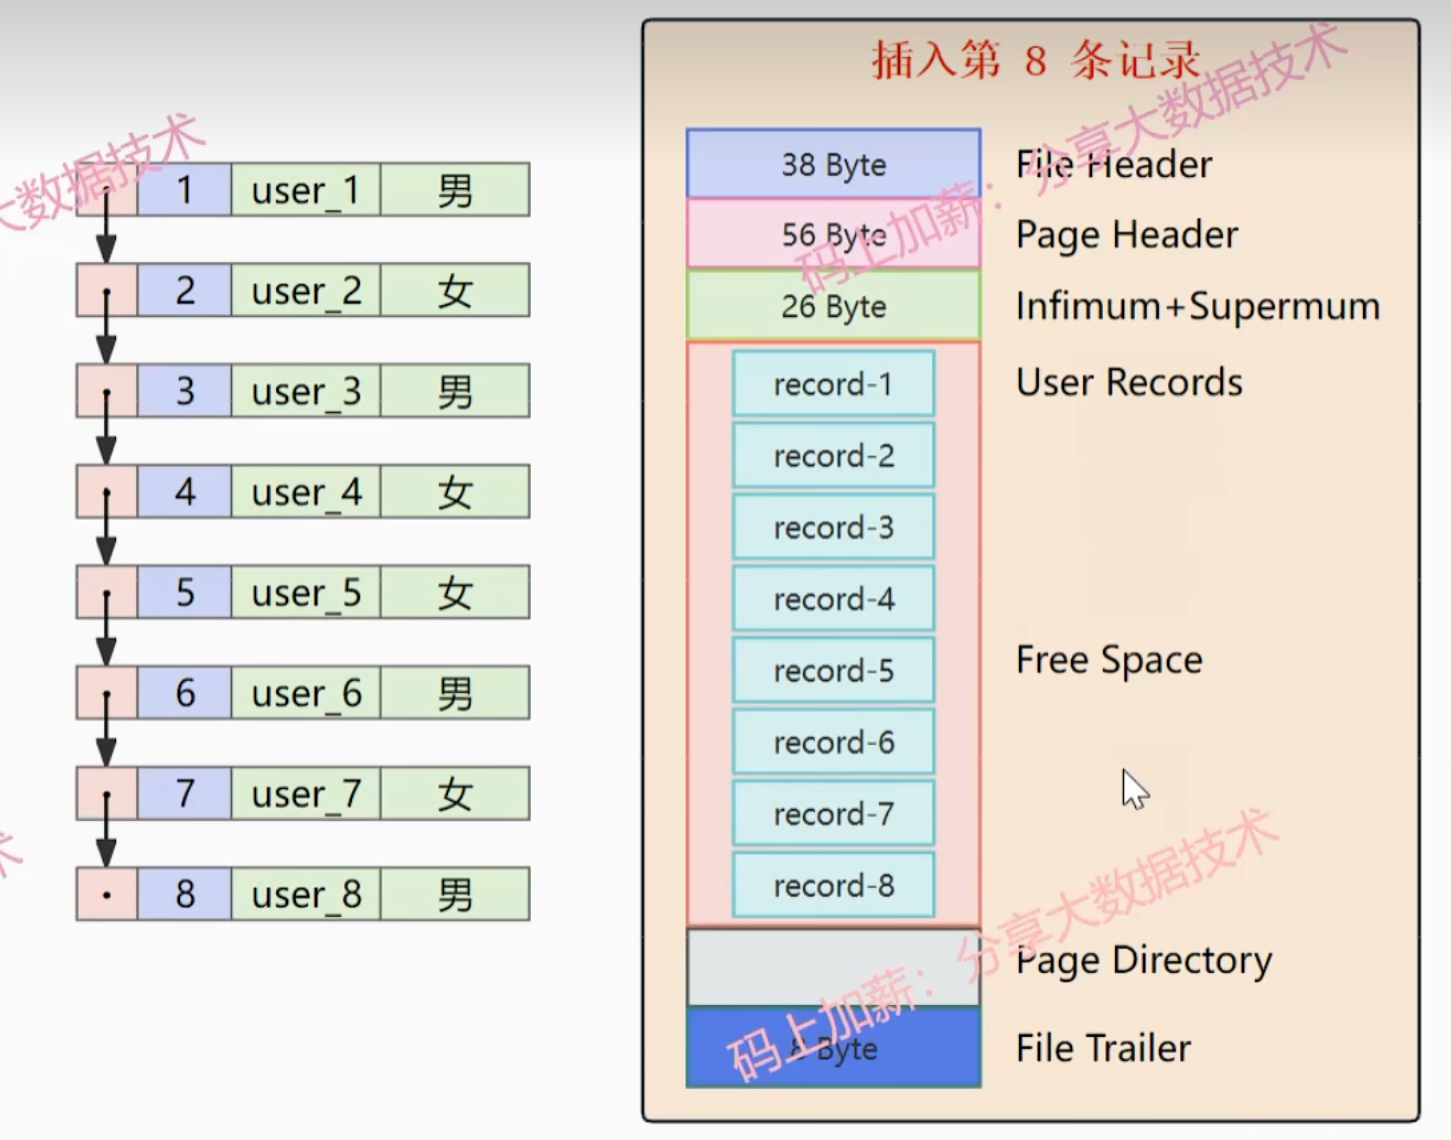 插入第 8 条记录
1 user_1 男
2 user_2 女
3 user_3 男
4 user_4 女
5 user_5 女
6 user_6 男
7 user_7 女
8 user_8 男
38 Byte File Header
56 Byte Page Header
26 Byte Infimum+Supermum
record-1 User Records
record-2
record-3
record-4
record-5 Free Space
record-6
record-7
record-8
Page Directory
8 Byte File Trailer
大数据技术
码上加薪：分享大数据技术
码上加薪：分享大数据技术
术